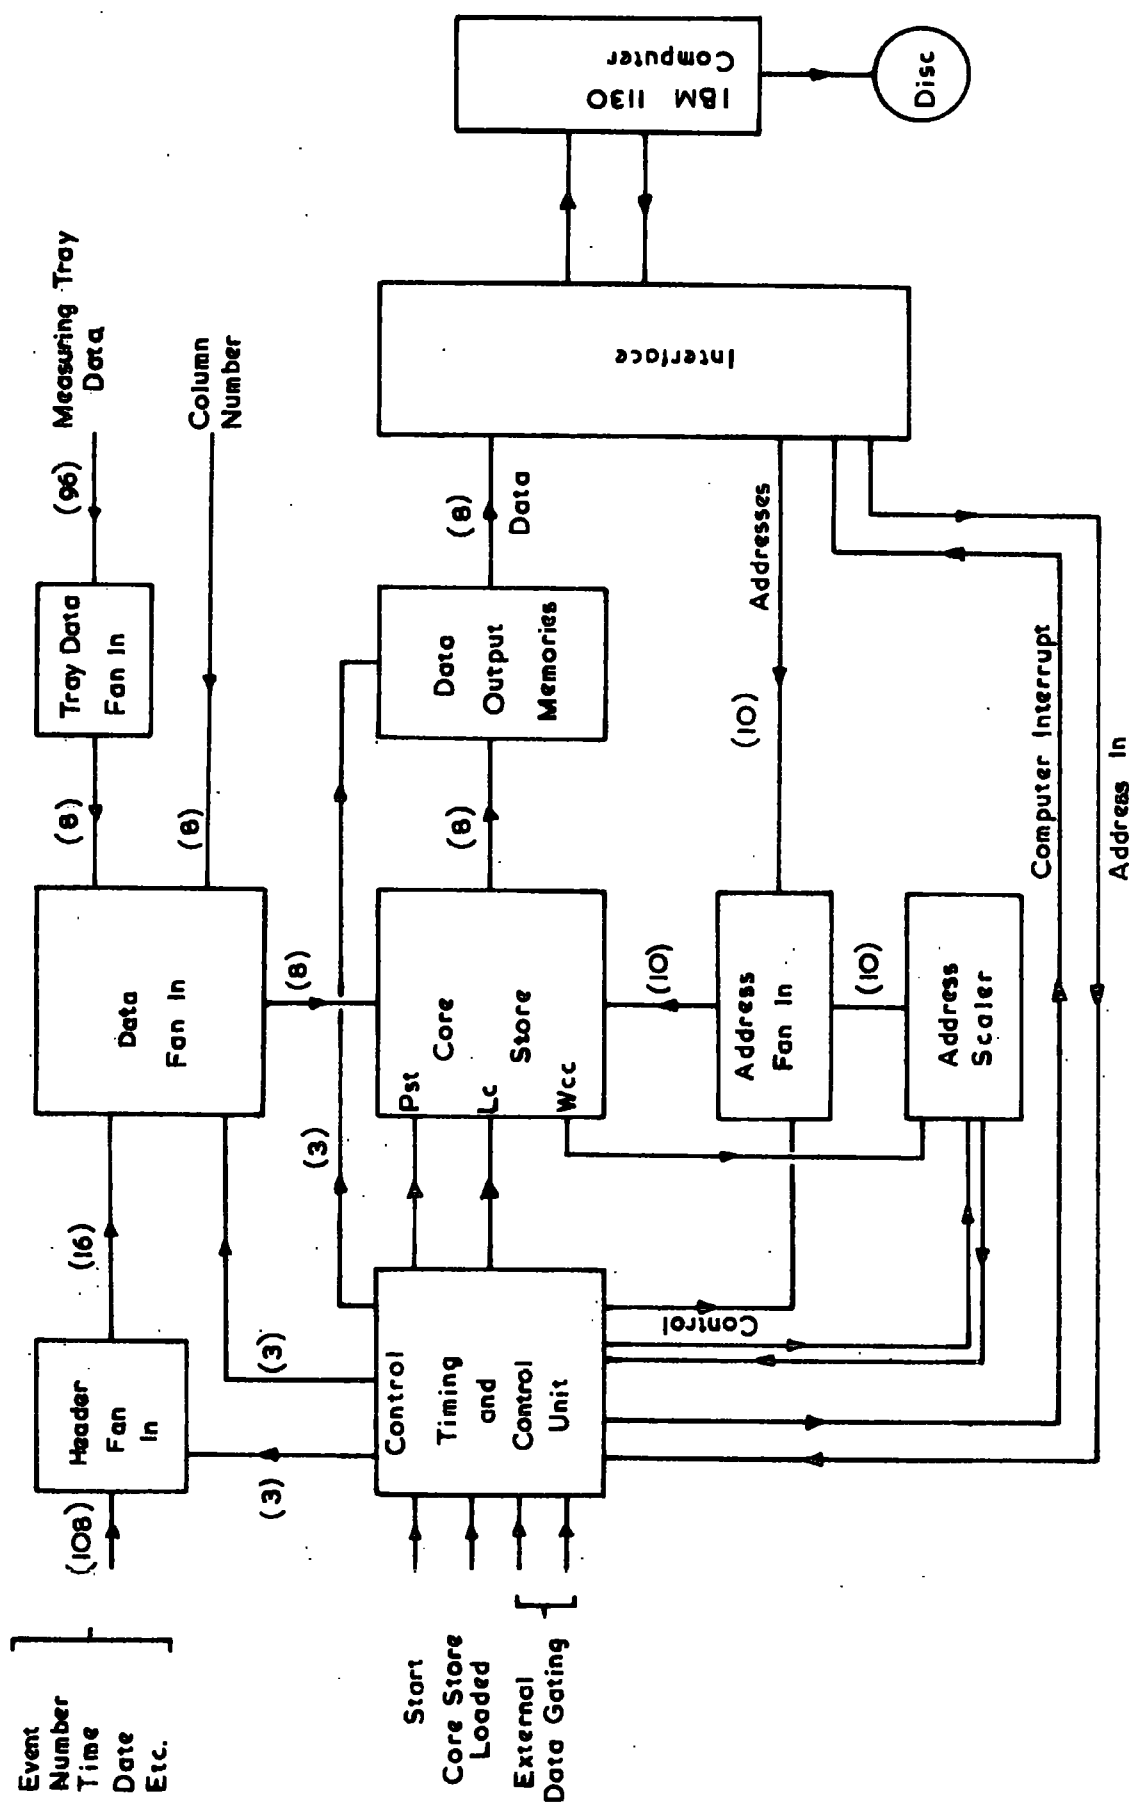 Event
Number
Time
Date
Etc.
(108)
Header
Fan
In
(16)
(3)
(3)
Data
Fan In
(8)
Tray Data
Fan In
(96)
Measuring Tray
Data
(8)
Column
Number
(8)
Start
Core Store
Loaded
External
Data Gating
Control
Timing and
Control
Unit
(3)
Pst
Lc
Wcc
Core
Store
(8)
Data
Output
Memories
(8)
Data
Interface
IBM 1130
Computer
Disc
Control
(10)
Address
Fan In
(10)
Addresses
(10)
Address
Scaler
Computer Interrupt
Address In